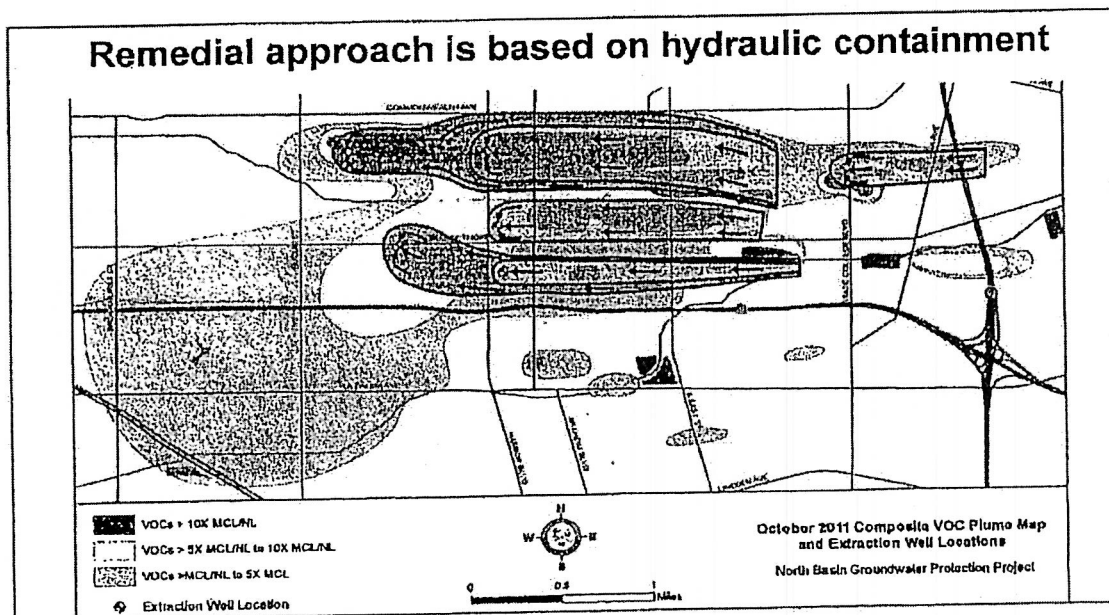 Remedial approach is based on hydraulic containment
HARBOR BLVD
VOCs + 10X MCL/NL
VOCs > 5X MCL/NL to 10X MCL/NL
VOCs >MCL/NL to 5X MCL
Extraction Well Location
N
W
0
0.5
1
Miles
October 2011 Composite VOC Plume Map
and Extraction Well Locations
North Basin Groundwater Protection Project